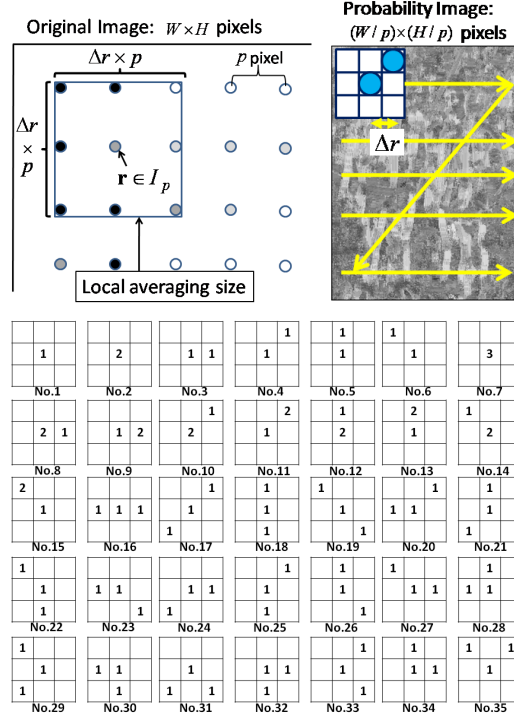 Original Image: W×H pixels
Probability Image:
(W / p)×(H / p) pixels
Δr × p
p pixel
Δr
×
p
Δr
r ∈ I_p
Local averaging size
1 1 1
1 2 1 1 1 1 1 3
No.1 No.2 No.3 No.4 No.5 No.6 No.7
1 2 1 2 1
2 1 1 2 2 1 2 1 2
No.8 No.9 No.10 No.11 No.12 No.13 No.14
2 1 1 1 1 1
1 1 1 1 1 1 1 1 1 1
1 1 1 1
No.15 No.16 No.17 No.18 No.19 No.20 No.21
1 1 1 1 1
1 1 1 1 1 1 1 1 1 1 1
1 1 1 1 1
No.22 No.23 No.24 No.25 No.26 No.27 No.28
1 1 1 1
1 1 1 1 1 1 1 1 1 1
1 1 1 1 1 1 1 1
No.29 No.30 No.31 No.32 No.33 No.34 No.35